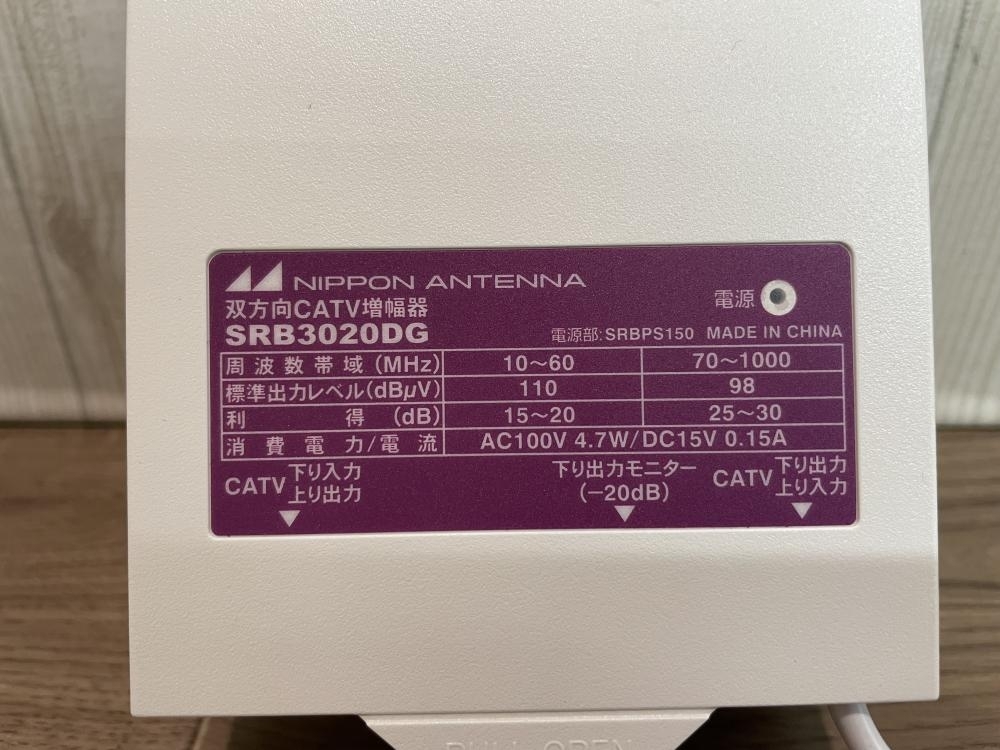 NIPPON ANTENNA
双方向CATV増幅器
電源
SRB3020DG
電源部:SRBPS150 MADE IN CHINA
周波数帯域(MHz) 10～60 70～1000
標準出力レベル(dBμV) 110 98
利得(dB) 15～20 25～30
消費電力/電流 AC100V 4.7W/DC15V 0.15A
CATV 下り入力
上り出力
下り出力モニター
(−20dB)
CATV 下り出力
上り入力
PULL OPEN